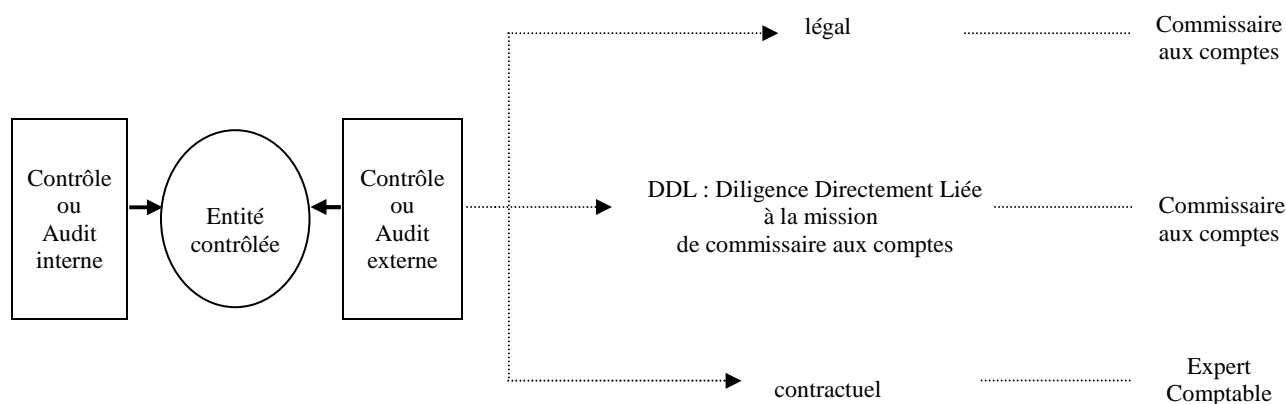 légal
Commissaire
aux comptes
Contrôle
ou
Audit
interne
Entité
contrôlée
Contrôle
ou
Audit
externe
DDL : Diligence Directement Liée
à la mission
de commissaire aux comptes
Commissaire
aux comptes
contractuel
Expert
Comptable